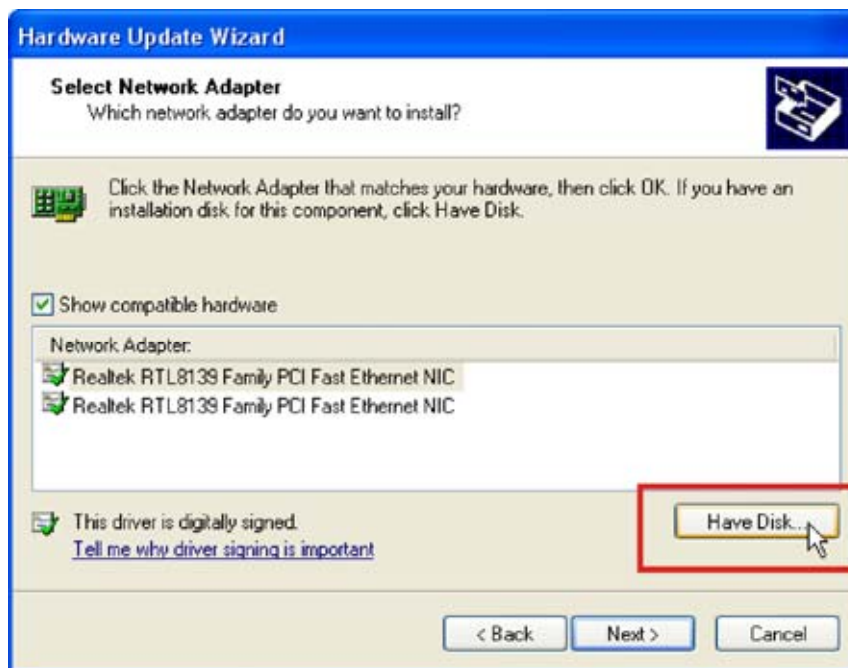 Hardware Update Wizard
Select Network Adapter
Which network adapter do you want to install?
Click the Network Adapter that matches your hardware, then click OK. If you have an
installation disk for this component, click Have Disk.
Show compatible hardware
Network Adapter:
Realtek RTL8139 Family PCI Fast Ethernet NIC
Realtek RTL8139 Family PCI Fast Ethernet NIC
This driver is digitally signed.
Have Disk...
Tell me why driver signing is important
< Back
Next >
Cancel